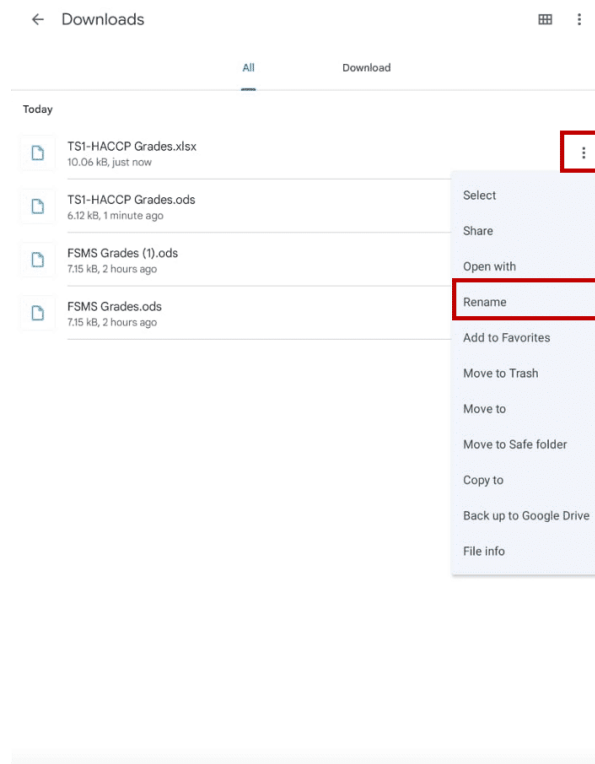 Downloads
All
Download
Today
TS1-HACCP Grades.xlsx
10.06 kB, just now
TS1-HACCP Grades.ods
6.12 kB, 1 minute ago
FSMS Grades (1).ods
7.15 kB, 2 hours ago
FSMS Grades.ods
7.15 kB, 2 hours ago
Select
Share
Open with
Rename
Add to Favorites
Move to Trash
Move to
Move to Safe folder
Copy to
Back up to Google Drive
File info